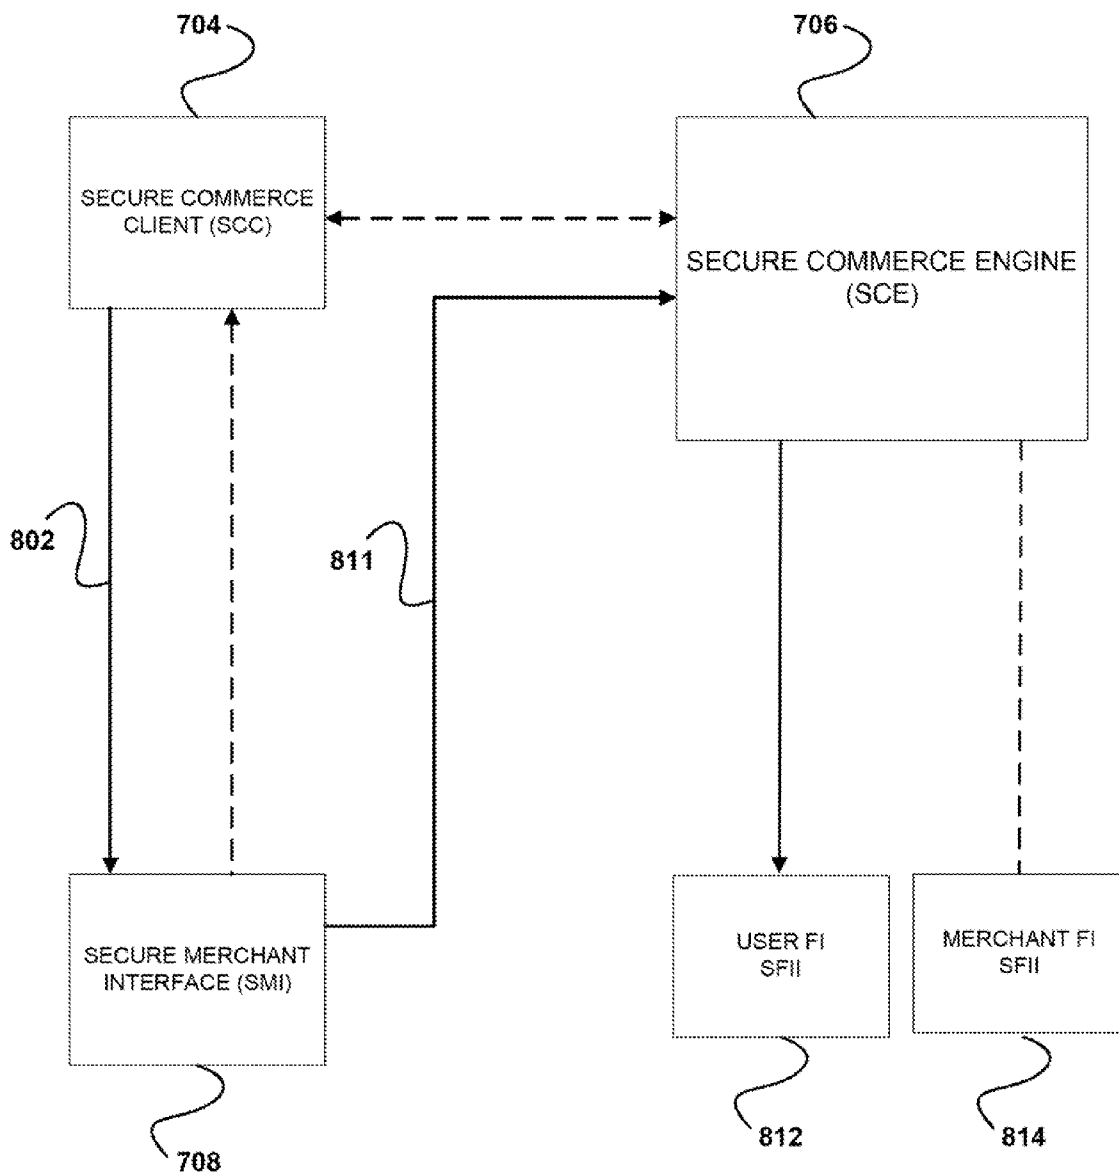 704
706
SECURE COMMERCE
CLIENT (SCC)
SECURE COMMERCE ENGINE
(SCE)
802
811
SECURE MERCHANT
INTERFACE (SMI)
USER FI
SFII
MERCHANT FI
SFII
708
812
814